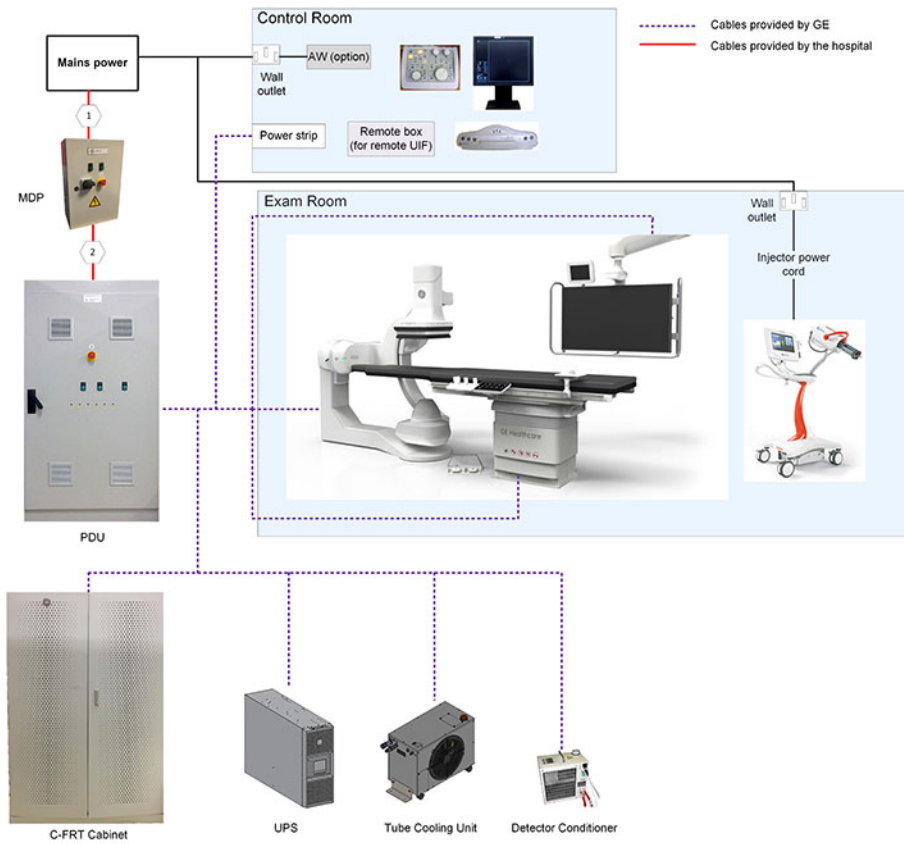 Control Room
Cables provided by GE
Cables provided by the hospital
Mains power
AW (option)
Wall
outlet
1
Power strip
Remote box
(for remote UIF)
MDP
Exam Room
Wall
outlet
2
Injector power
cord
GE Healthcare
PDU
C-FRT Cabinet
UPS
Tube Cooling Unit
Detector Conditioner